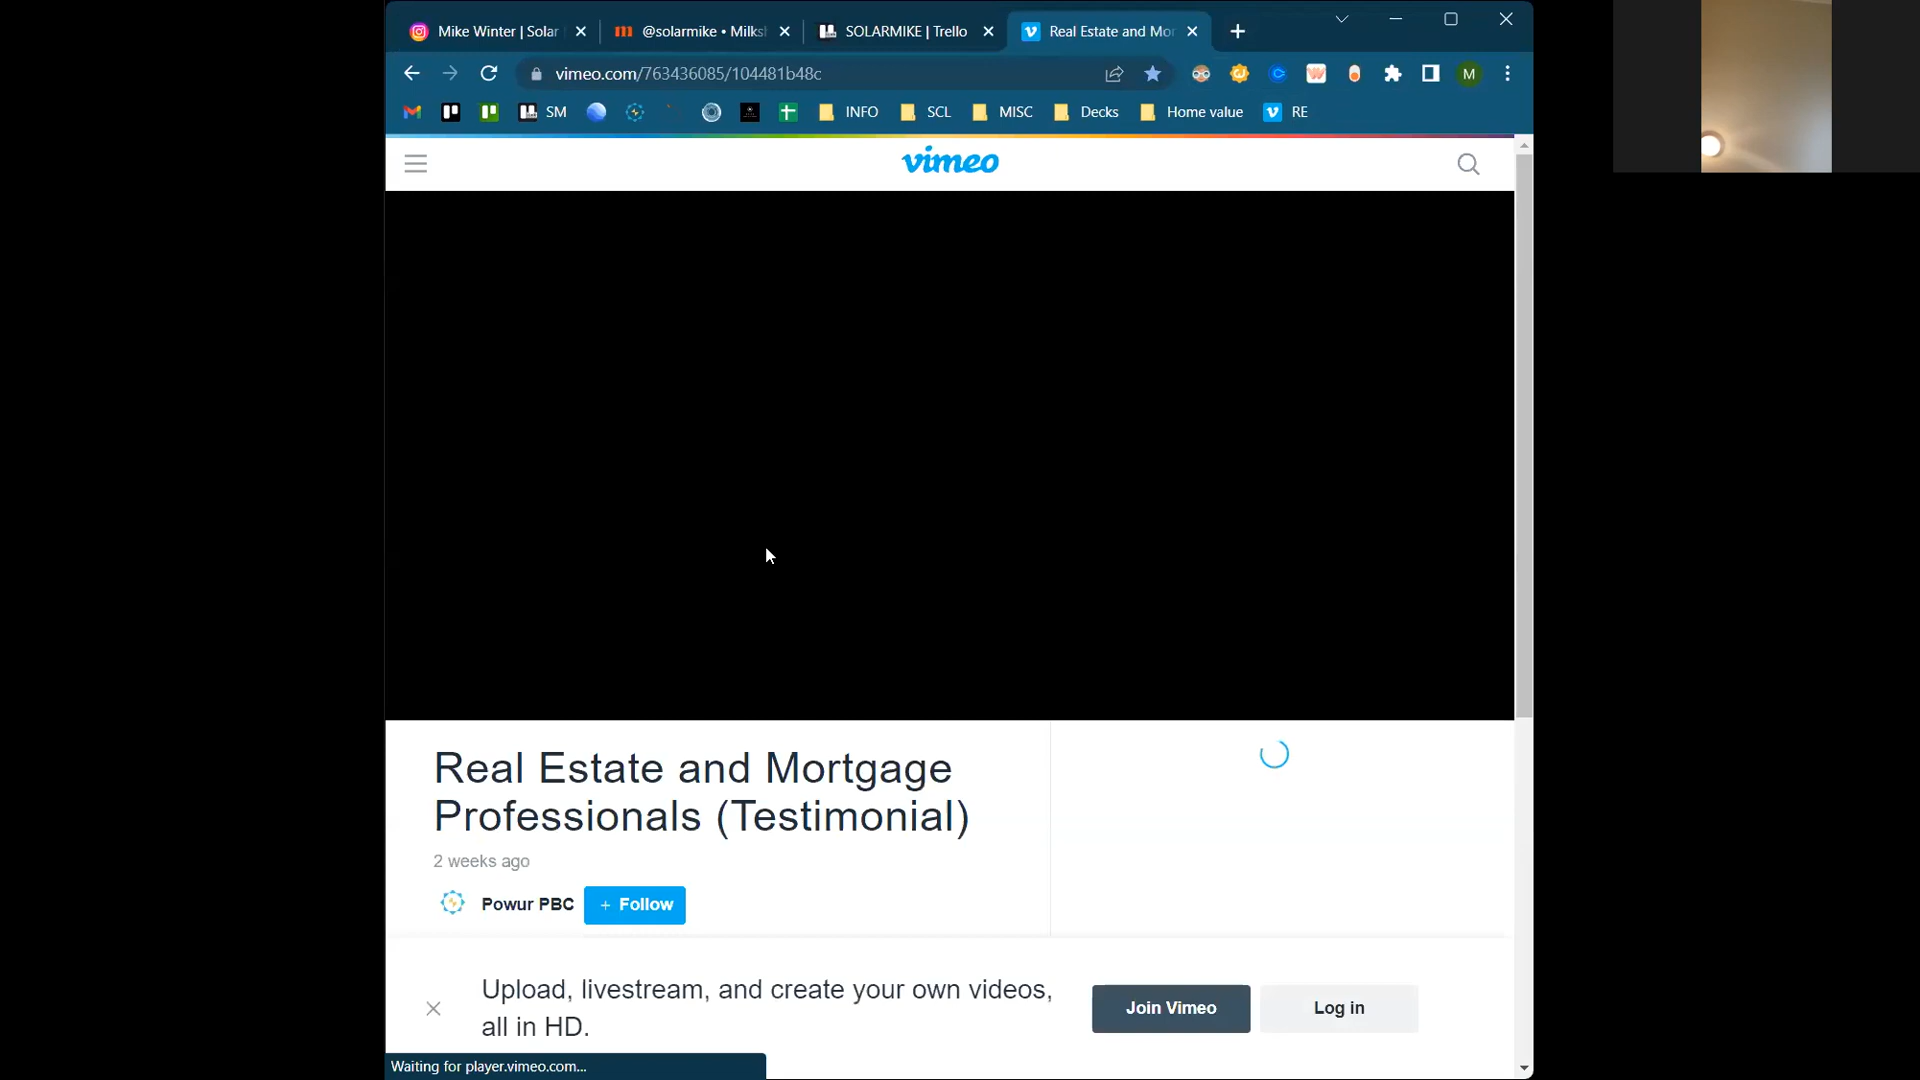 Mike Winter | Solar
@solarmike • Milksh
SOLARMIKE | Trello
Real Estate and Mor
vimeo.com/763436085/104481b48c
M
SM
INFO
SCL
MISC
Decks
Home value
RE
vimeo
Real Estate and Mortgage
Professionals (Testimonial)
2 weeks ago
Powur PBC
+ Follow
Upload, livestream, and create your own videos,
all in HD.
Join Vimeo
Log in
Waiting for player.vimeo.com...